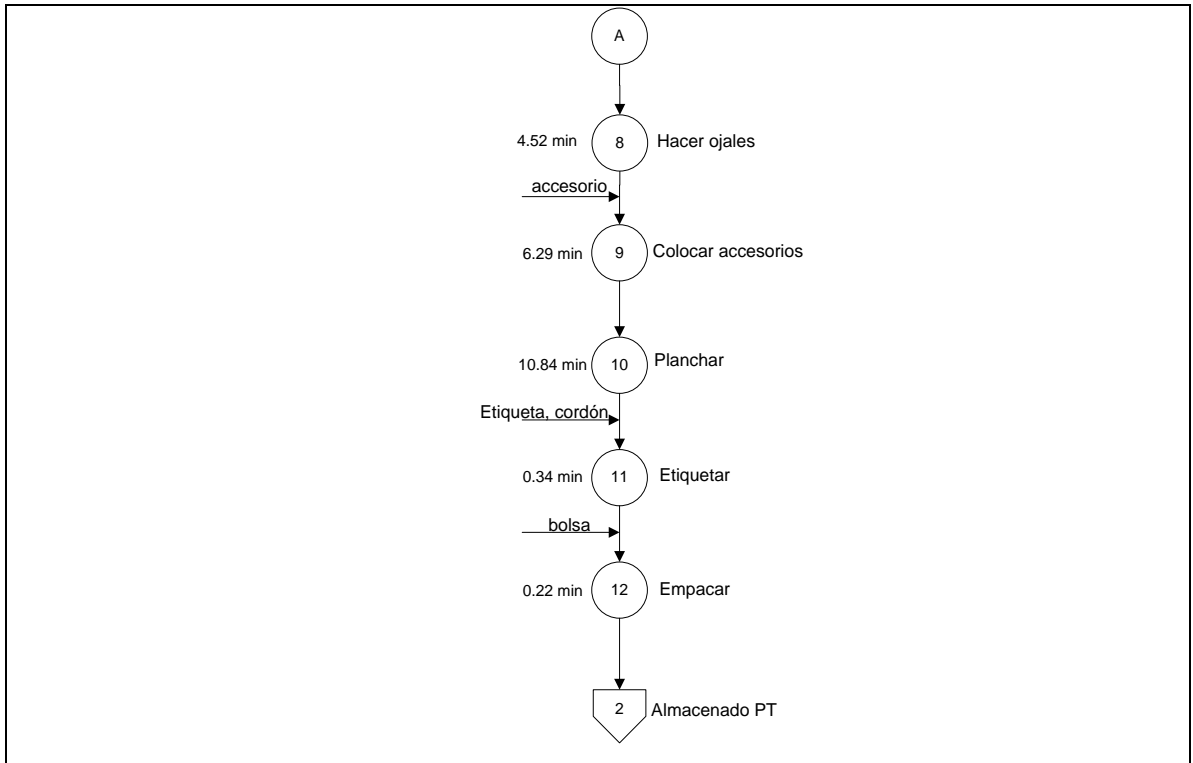 A
4.52 min 8 Hacer ojales
accesorio
6.29 min 9 Colocar accesorios
10.84 min 10 Planchar
Etiqueta, cordón
0.34 min 11 Etiquetar
bolsa
0.22 min 12 Empacar
2 Almacenado PT